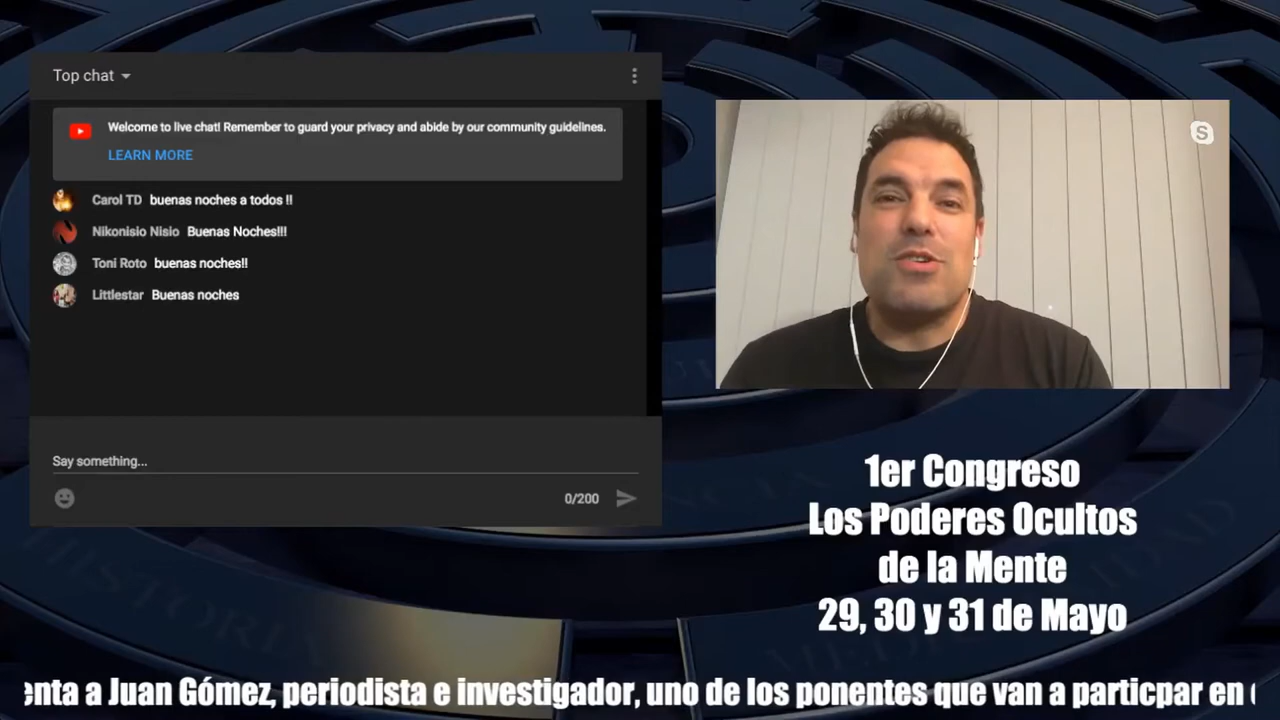 Top chat
Welcome to live chat! Remember to guard your privacy and abide by our community guidelines.
LEARN MORE
Carol TD buenas noches a todos !!
Nikonisio Nisio Buenas Noches!!!
Toni Roto buenas noches!!
Littlestar Buenas noches
Say something...
0/200
S
1er Congreso
Los Poderes Ocultos
de la Mente
29, 30 y 31 de Mayo
HISTORIA
a Juan Gómez, periodista e investigador, uno de los ponentes que van a particpar en